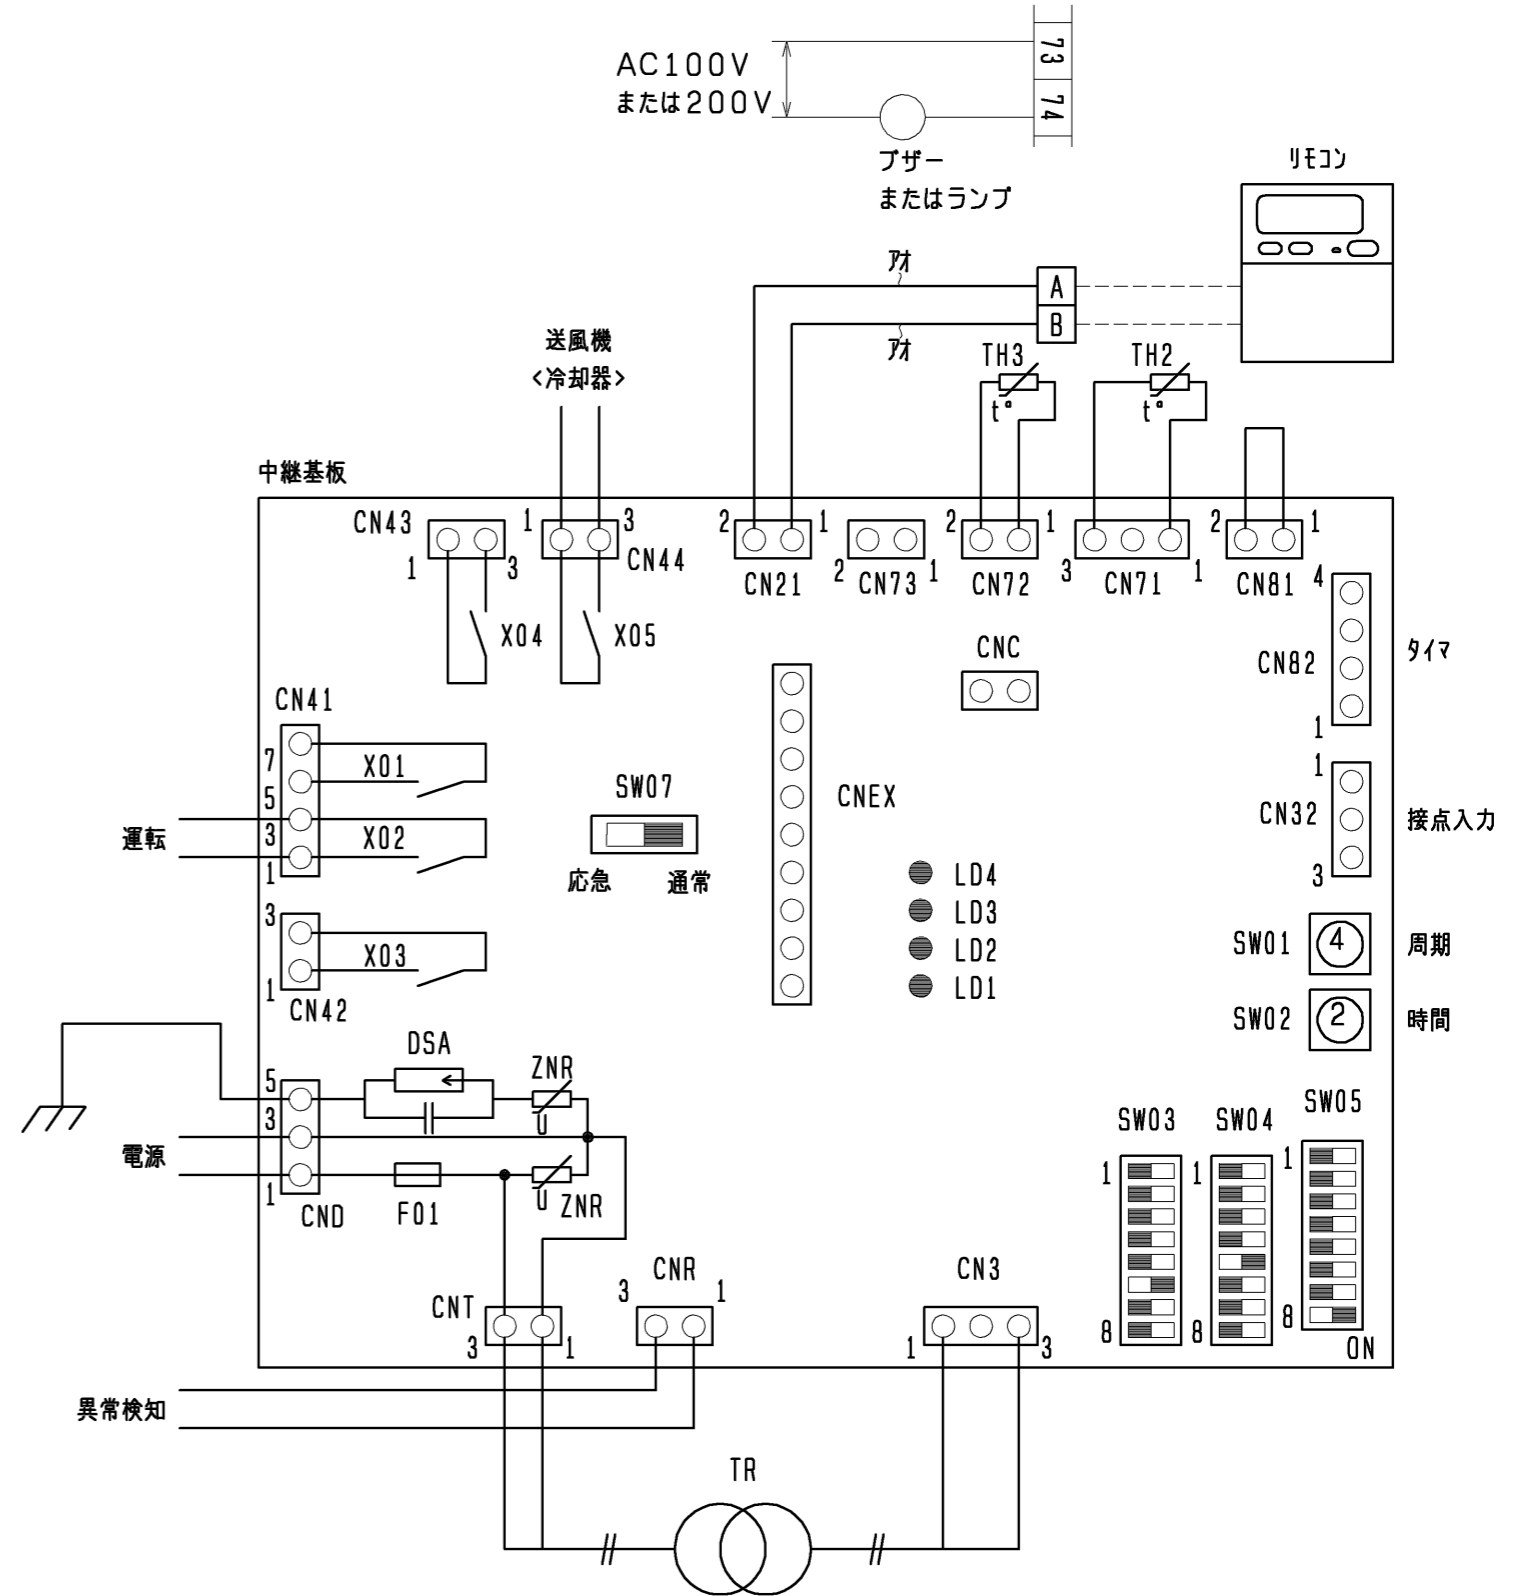 AC100V
または200V
73
74
ブザー
またはランプ
リモコン
アオ
A
B
アオ
送風機
<冷却器>
TH3
t°
TH2
t°
中継基板
CN43
1
3
1
3
CN44
2
1
CN21
2
1
CN73
2
1
CN72
3
1
CN71
2
1
CN81
X04
X05
CNC
4
CN82
1
タイマ
CN41
7
5
3
1
X01
X02
運転
SW07
応急
通常
CNEX
1
CN32
3
接点入力
LD4
LD3
LD2
LD1
3
1
X03
CN42
SW01
4
周期
SW02
2
時間
DSA
ZNR
U
5
3
1
電源
CND
F01
U
ZNR
SW03
1
8
SW04
1
8
SW05
1
8
ON
CNT
3
1
CNR
3
1
CN3
1
3
異常検知
TR